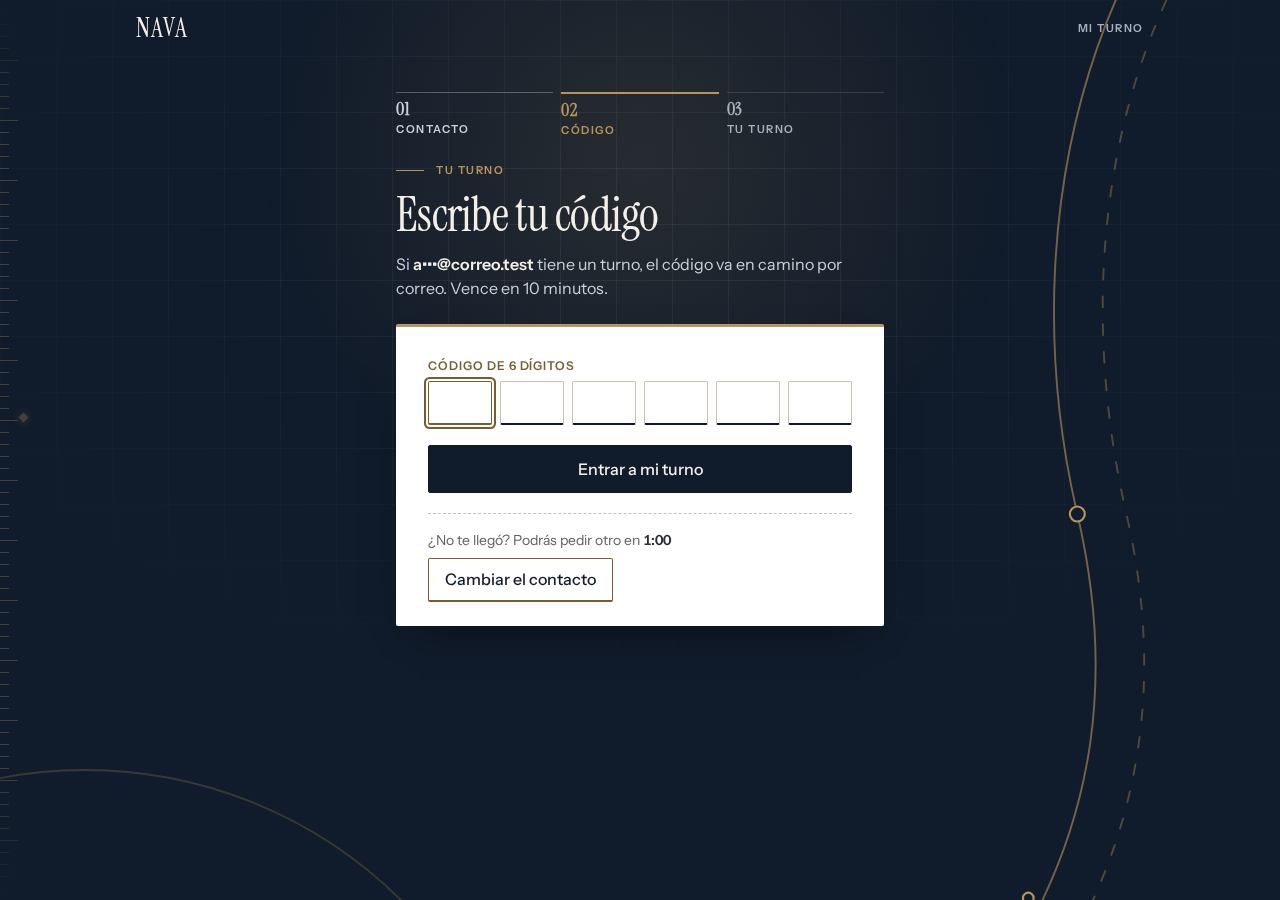 NAVA
MI TURNO
01
CONTACTO
02
CÓDIGO
03
TU TURNO
TU TURNO
Escribe tu código
Si a•••@correo.test tiene un turno, el código va en camino por
correo. Vence en 10 minutos.
CÓDIGO DE 6 DÍGITOS
Entrar a mi turno
¿No te llegó? Podrás pedir otro en 1:00
Cambiar el contacto